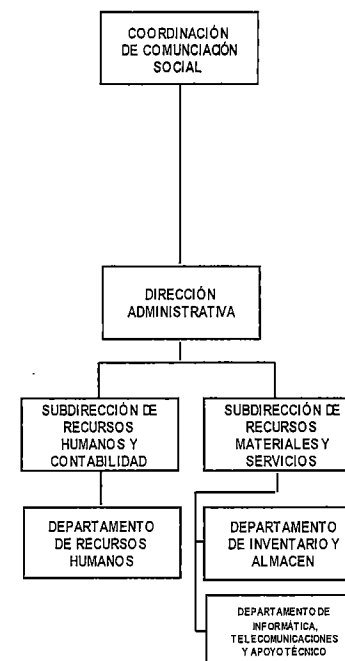 COORDINACIÓN
DE COMUNCIACIÓN
SOCIAL
DIRECCIÓN
ADMINISTRATIVA
SUBDIRECCIÓN DE
RECURSOS
HUMANOS Y
CONTABILIDAD
SUBDIRECCIÓN DE
RECURSOS
MATERIALES Y
SERVICIOS
DEPARTAMENTO
DE RECURSOS
HUMANOS
DEPARTAMENTO
DE INVENTARIO Y
ALMACEN
DEPARTAMENTO DE
INFORMÁTICA,
TELECOMUNICACIONES
Y APOYO TÉCNICO